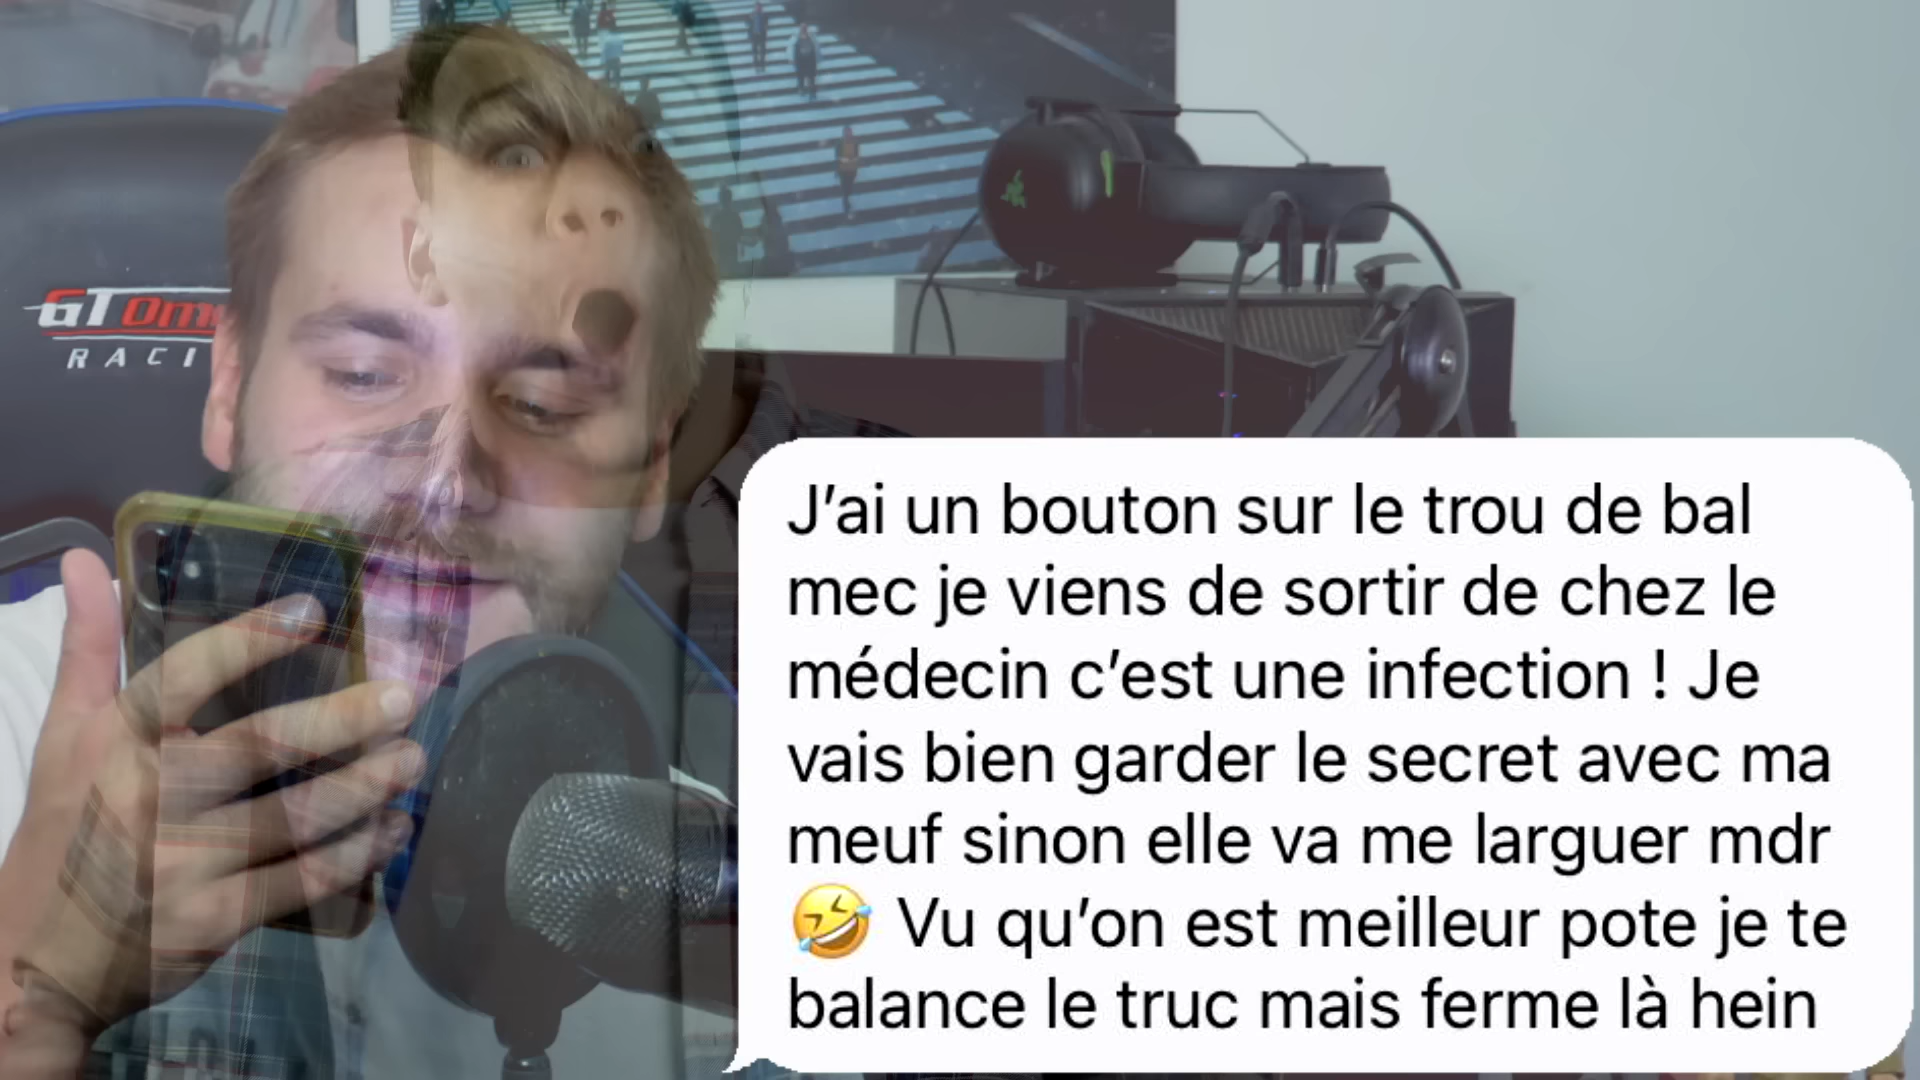 GT Om
RACI
J’ai un bouton sur le trou de bal
mec je viens de sortir de chez le
médecin c’est une infection ! Je
vais bien garder le secret avec ma
meuf sinon elle va me larguer mdr
🤣 Vu qu’on est meilleur pote je te
balance le truc mais ferme là hein